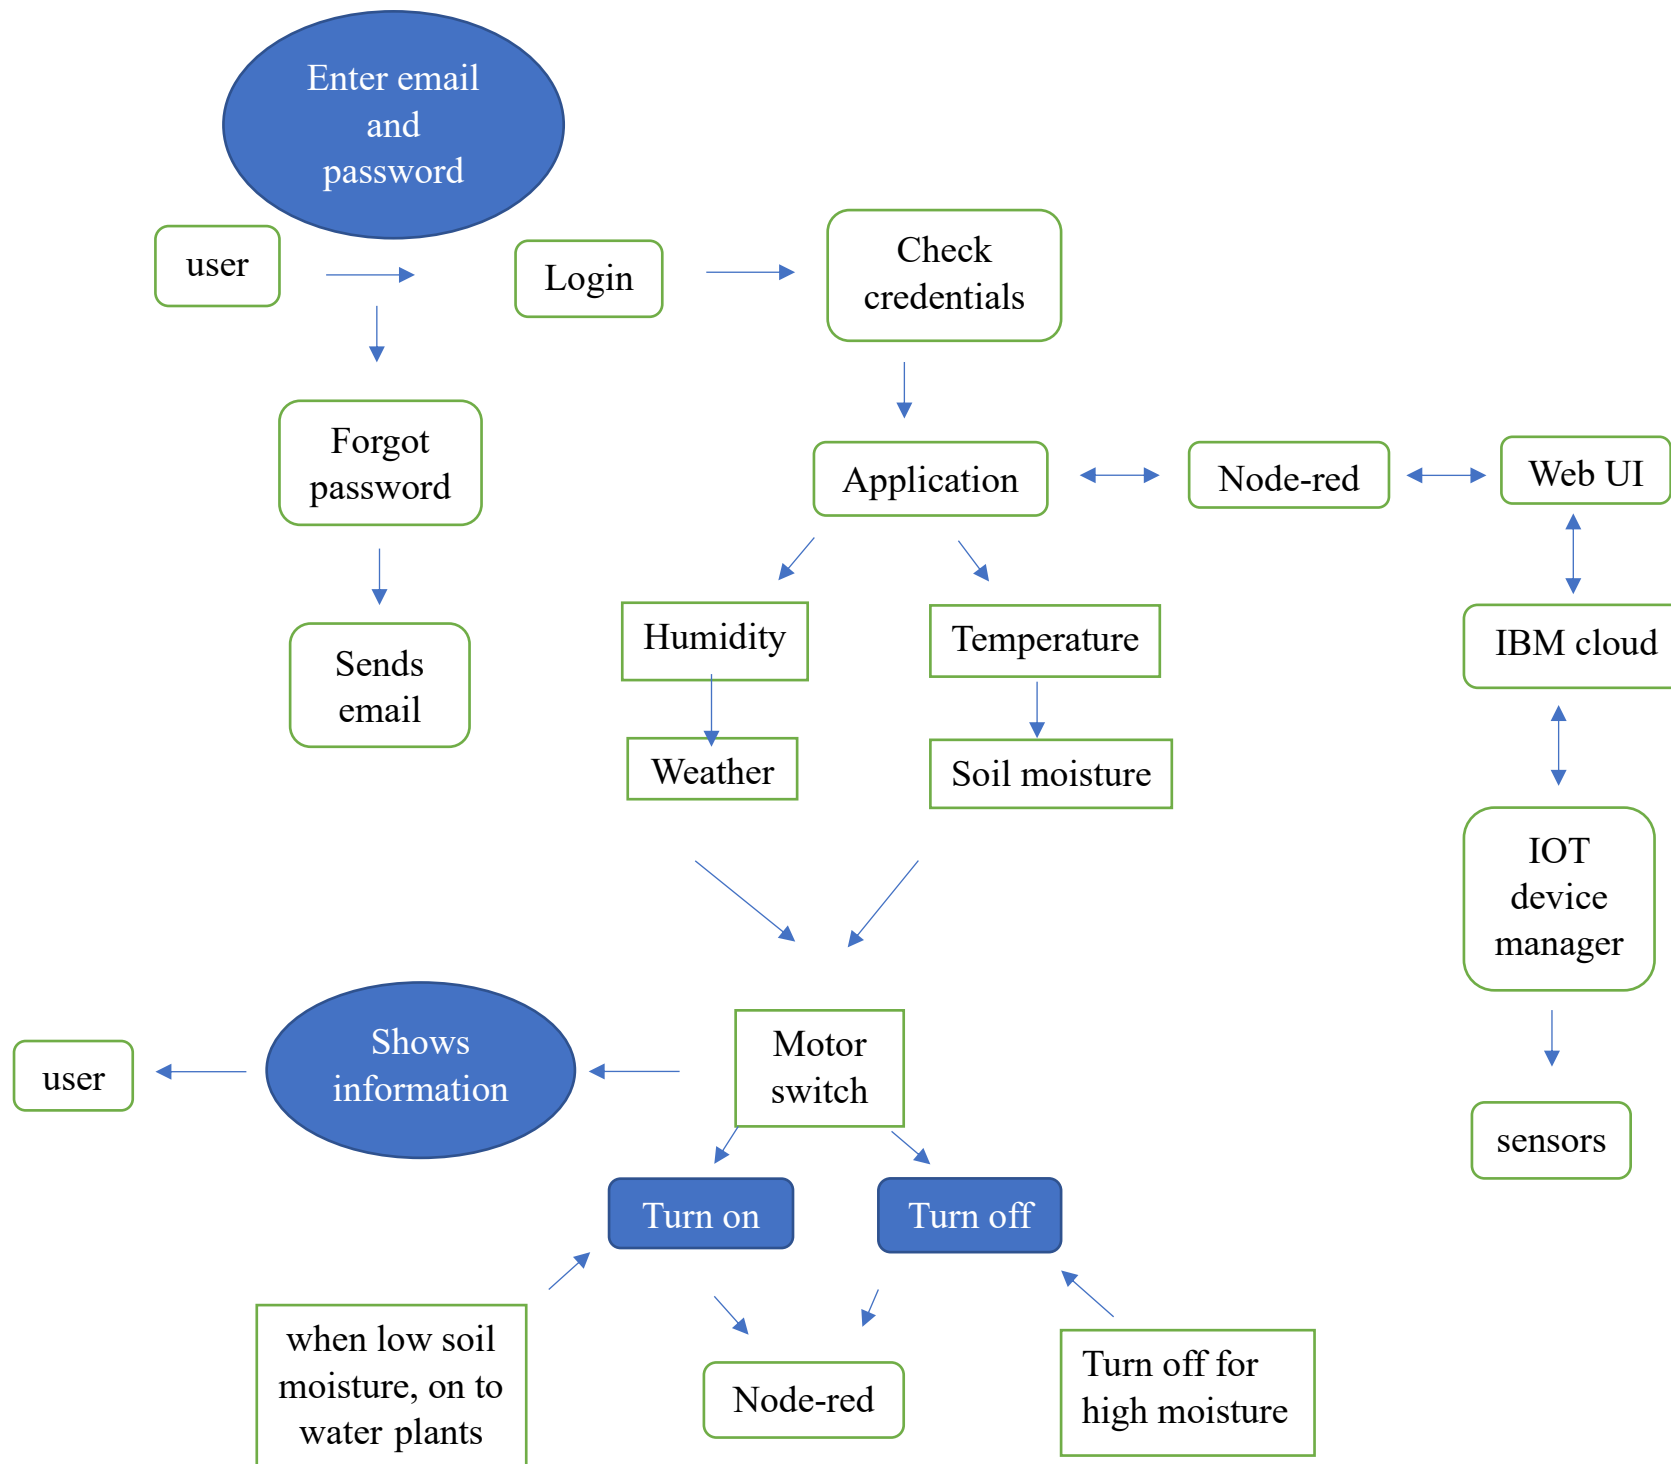 Enter email
and
password
user
Login
Check
credentials
Forgot
password
Application
Node-red
Web UI
Sends
email
Humidity
Temperature
IBM cloud
Weather
Soil moisture
IOT
device
manager
user
Shows
information
Motor
switch
sensors
Turn on
Turn off
when low soil
moisture, on to
water plants
Node-red
Turn off for
high moisture